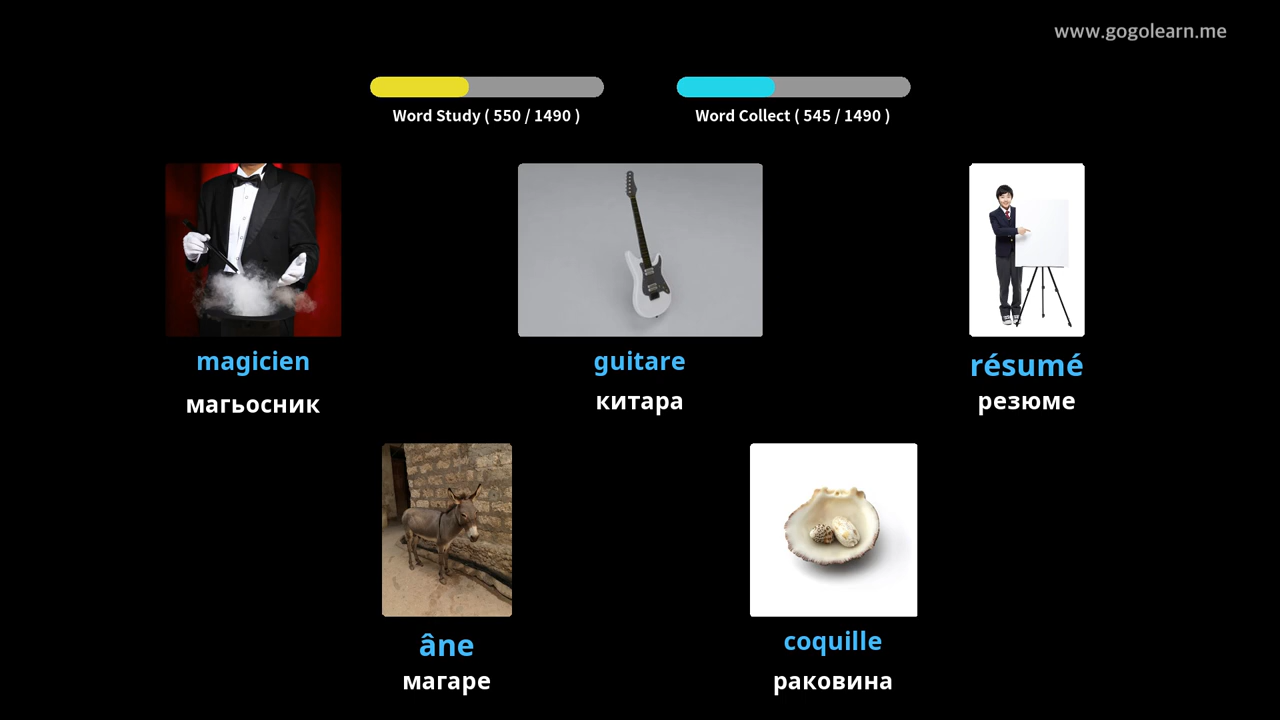 www.gogolearn.me
Word Study ( 550 / 1490 )
Word Collect ( 545 / 1490 )
magicien
магьосник
guitare
китара
résumé
резюме
âne
магаре
coquille
раковина